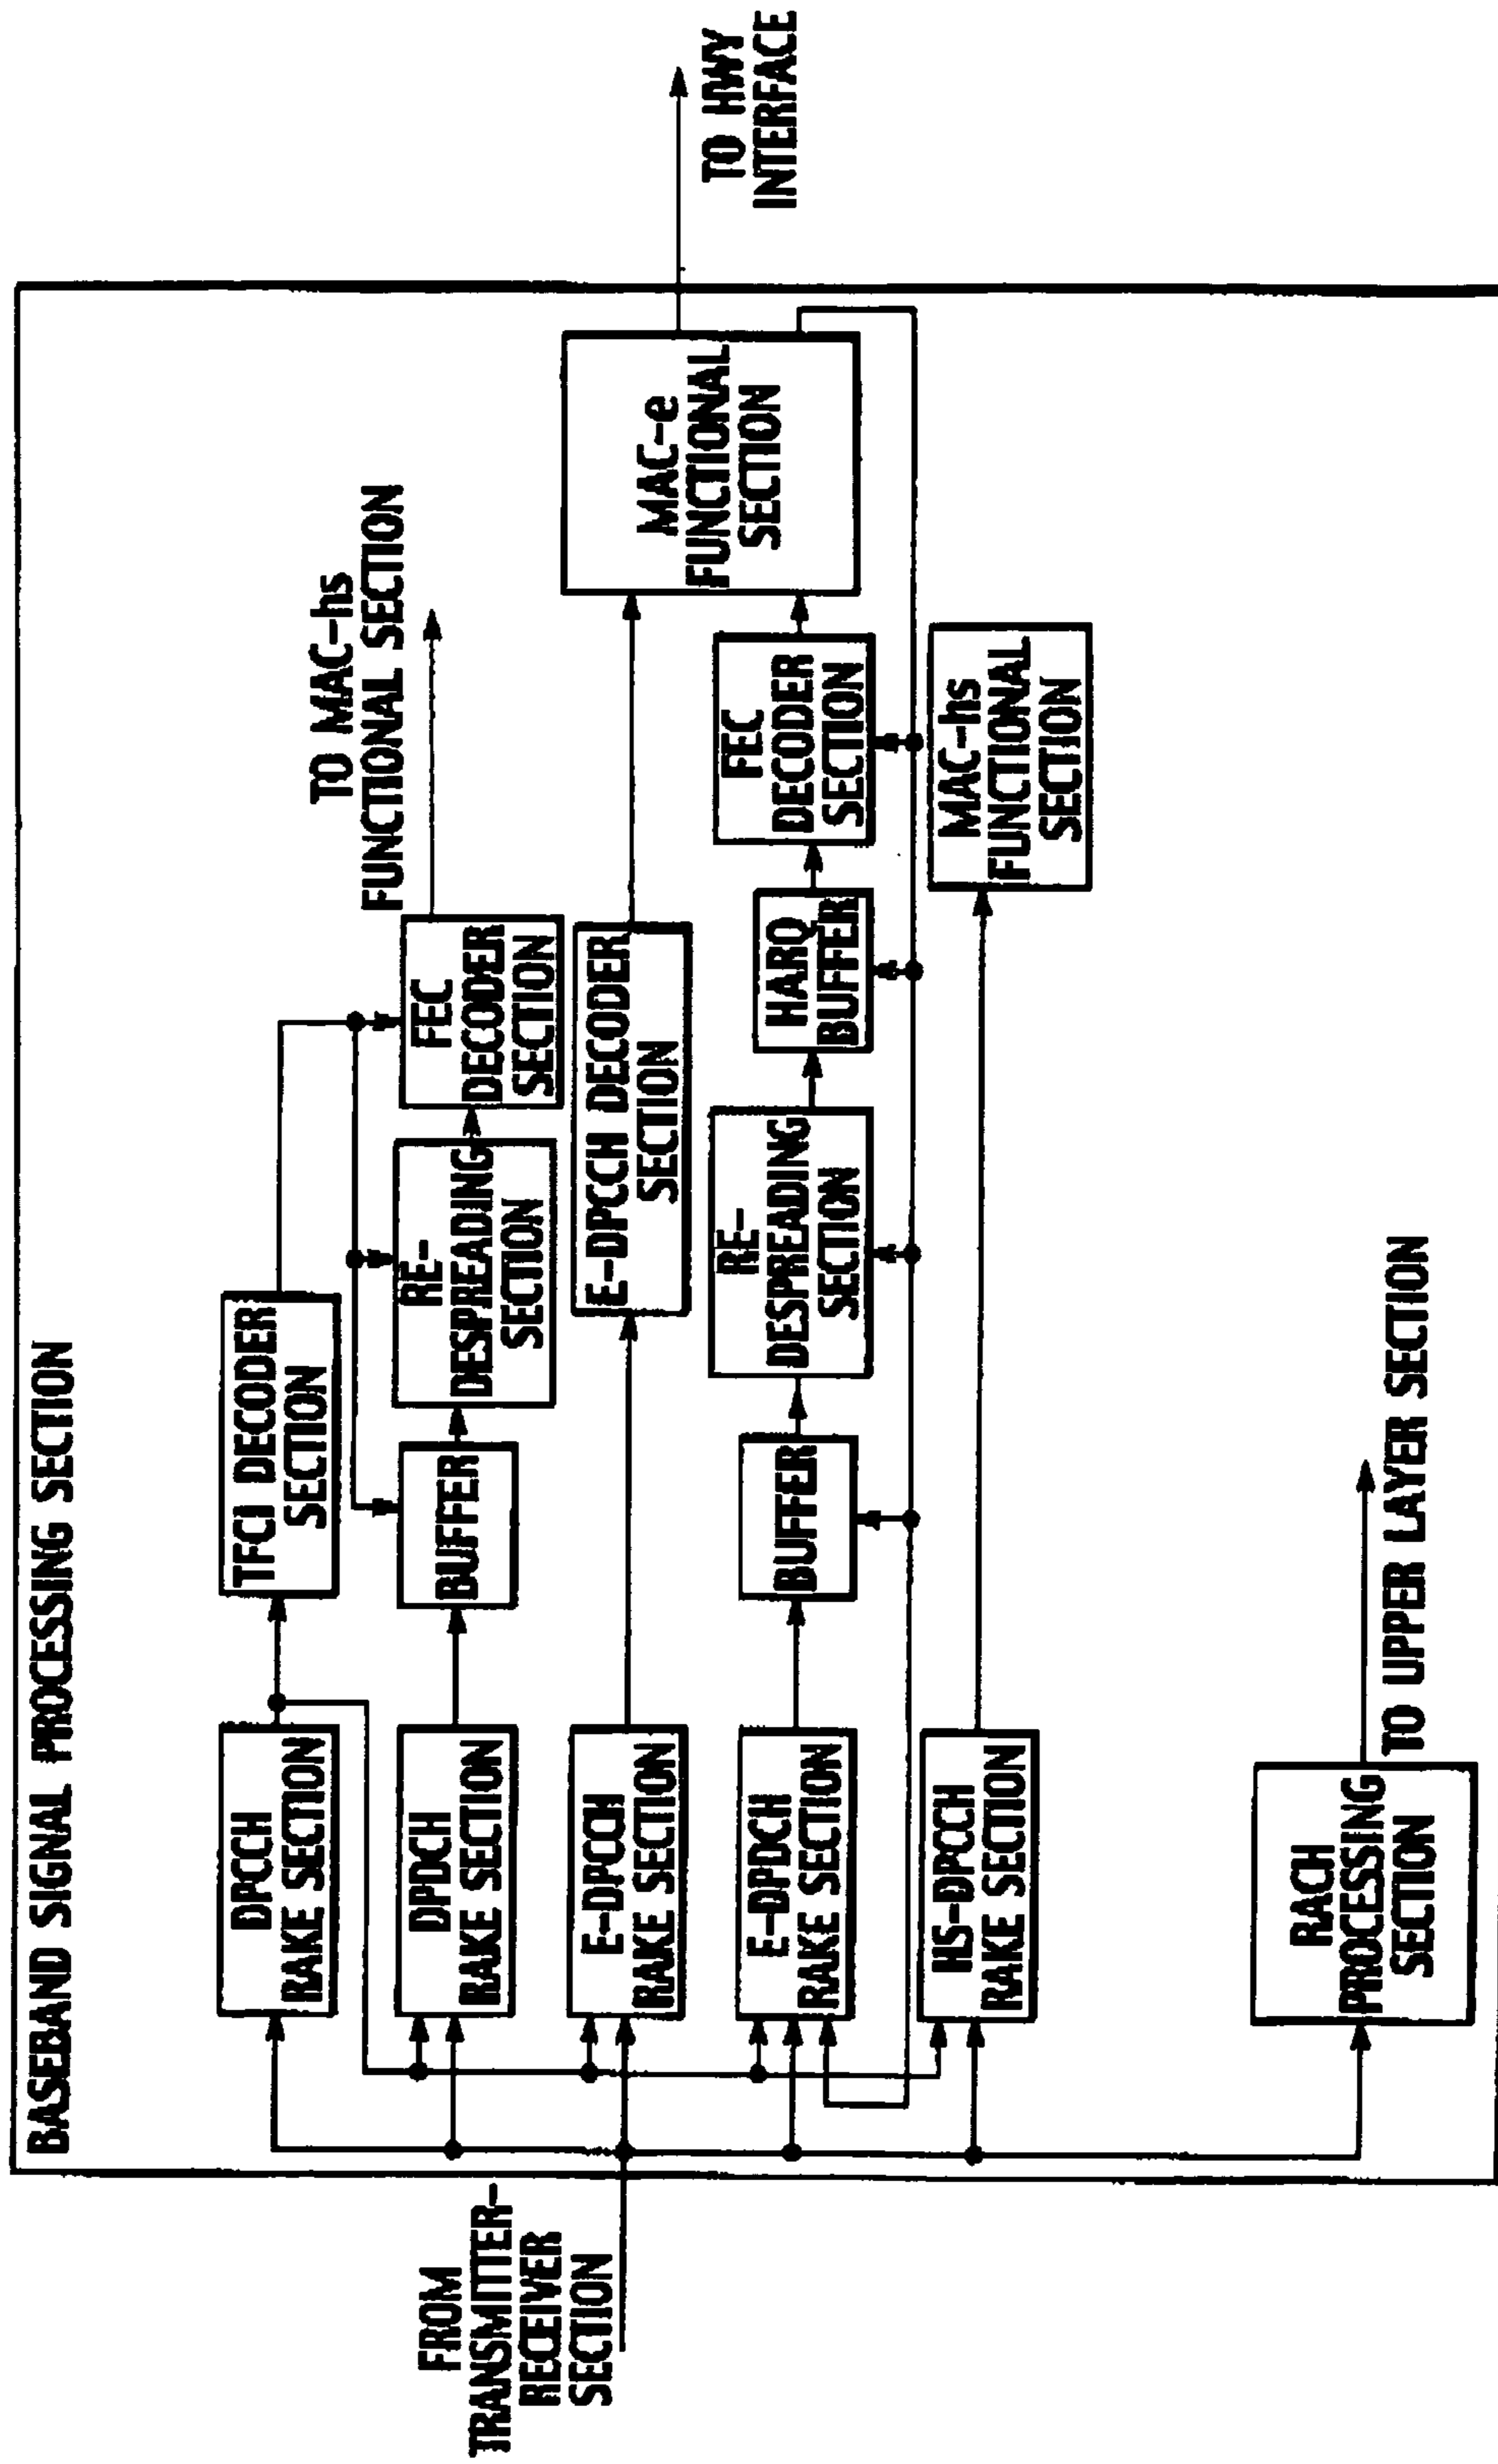 BASEBAND SIGNAL PROCESSING SECTION
FROM
TRANSMITTER-
RECEIVER
SECTION
DPCCH
RAKE SECTION
TFCI DECODER
SECTION
TO MAC-hs
FUNCTIONAL SECTION
DPDCH
RAKE SECTION
BUFFER
RE-
DESPREADING
SECTION
FEC
DECODER
SECTION
E-DPCCH
RAKE SECTION
E-DPCCH DECODER
SECTION
MAC-e
FUNCTIONAL
SECTION
TO HWY
INTERFACE
E-DPDCH
RAKE SECTION
BUFFER
RE-
DESPREADING
SECTION
HARQ
BUFFER
FEC
DECODER
SECTION
HS-DPCCH
RAKE SECTION
MAC-hs
FUNCTIONAL
SECTION
RACH
PROCESSING
SECTION
TO UPPER LAYER SECTION